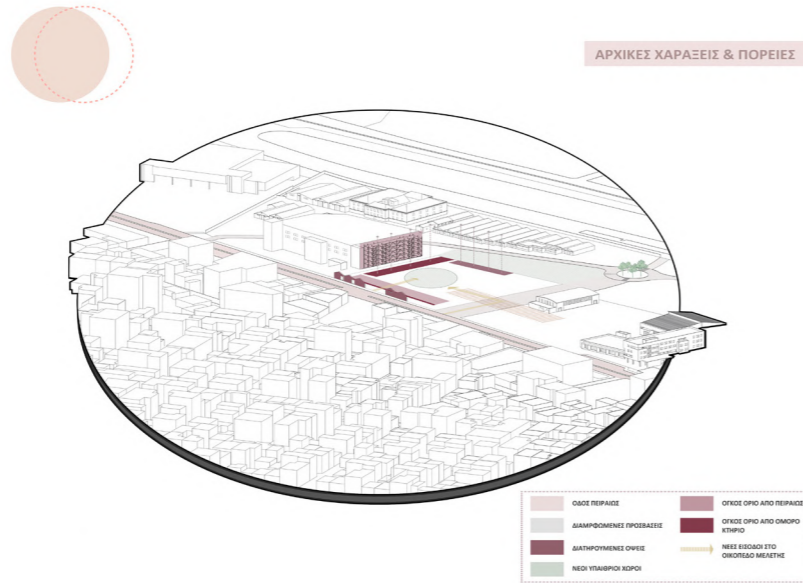 ΑΡΧΙΚΕΣ ΧΑΡΑΞΕΙΣ & ΠΟΡΕΙΕΣ
ΟΔΟΣ ΠΕΙΡΑΙΩΣ
ΔΙΑΜΡΦΩΜΕΝΕΣ ΠΡΟΣΒΑΣΕΙΣ
ΔΙΑΤΗΡΟΥΜΕΝΕΣ ΟΨΕΙΣ
ΝΕΟΙ ΥΠΑΙΘΡΙΟΙ ΧΩΡΟΙ
ΟΓΚΟΣ ΟΡΙΟ ΑΠΟ ΠΕΙΡΑΙΩΣ
ΟΓΚΟΣ ΟΡΙΟ ΑΠΟ ΟΜΟΡΟ
ΚΤΗΡΙΟ
ΝΕΕΣ ΕΙΣΟΔΟΙ ΣΤΟ
ΟΙΚΟΠΕΔΟ ΜΕΛΕΤΗΣ